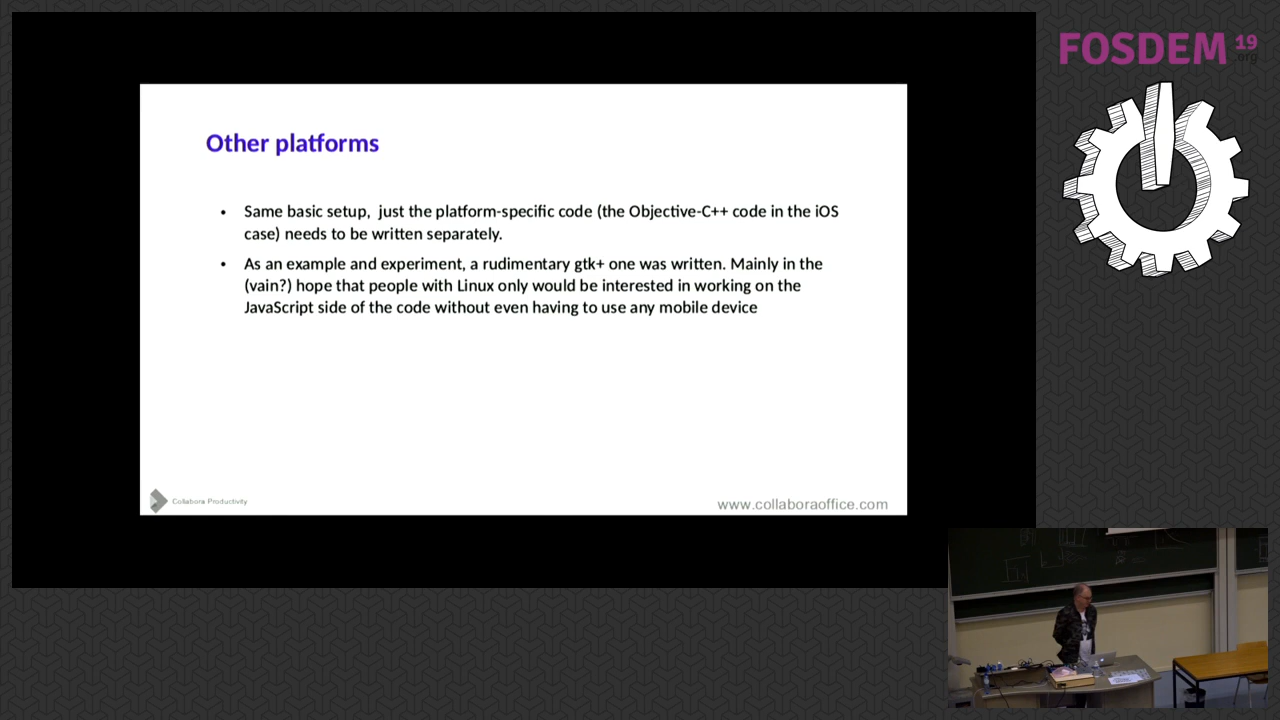 FOSDEM 19
.org
Other platforms
• Same basic setup,  just the platform-specific code (the Objective-C++ code in the iOS
case) needs to be written separately.
• As an example and experiment, a rudimentary gtk+ one was written. Mainly in the
(vain?) hope that people with Linux only would be interested in working on the
JavaScript side of the code without even having to use any mobile device
Collabora Productivity
www.collaboraoffice.com